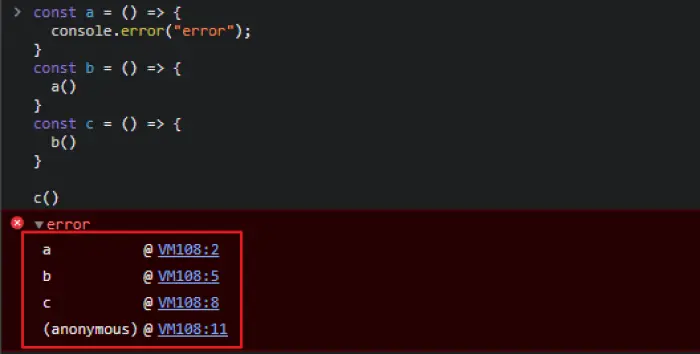 const a = () => {
console.error("error");
}
const b = () => {
a()
}
const c = () => {
b()
}
c()
error
a @ VM108:2
b @ VM108:5
c @ VM108:8
(anonymous) @ VM108:11